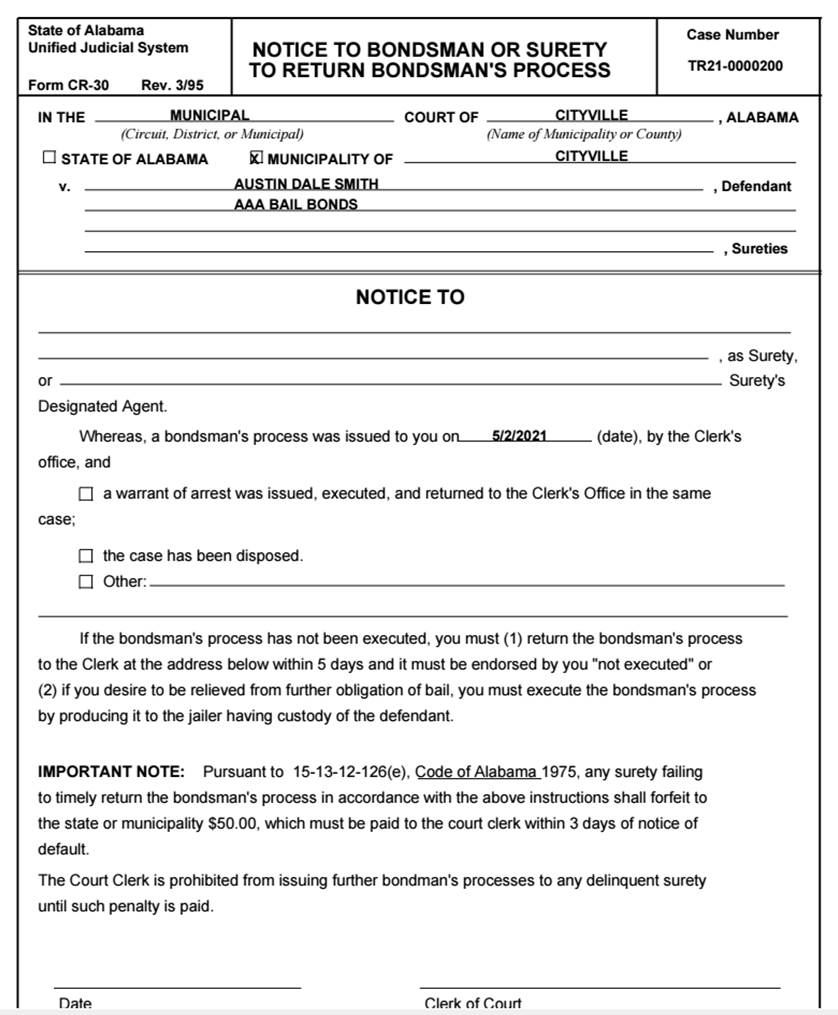 State of Alabama
Unified Judicial System
Form CR-30 Rev. 3/95
NOTICE TO BONDSMAN OR SURETY
TO RETURN BONDSMAN'S PROCESS
Case Number
TR21-0000200
IN THE MUNICIPAL COURT OF CITYVILLE , ALABAMA
(Circuit, District, or Municipal) (Name of Municipality or County)
☐ STATE OF ALABAMA ☒ MUNICIPALITY OF CITYVILLE
v. AUSTIN DALE SMITH , Defendant
AAA BAIL BONDS
, Sureties
NOTICE TO
, as Surety,
or Surety's
Designated Agent.
Whereas, a bondsman's process was issued to you on 5/2/2021 (date), by the Clerk's
office, and
☐ a warrant of arrest was issued, executed, and returned to the Clerk's Office in the same
case;
☐ the case has been disposed.
☐ Other:
If the bondsman's process has not been executed, you must (1) return the bondsman's process
to the Clerk at the address below within 5 days and it must be endorsed by you "not executed" or
(2) if you desire to be relieved from further obligation of bail, you must execute the bondsman's process
by producing it to the jailer having custody of the defendant.
IMPORTANT NOTE: Pursuant to 15-13-12-126(e), Code of Alabama 1975, any surety failing
to timely return the bondsman's process in accordance with the above instructions shall forfeit to
the state or municipality $50.00, which must be paid to the court clerk within 3 days of notice of
default.
The Court Clerk is prohibited from issuing further bondman's processes to any delinquent surety
until such penalty is paid.
Date Clerk of Court